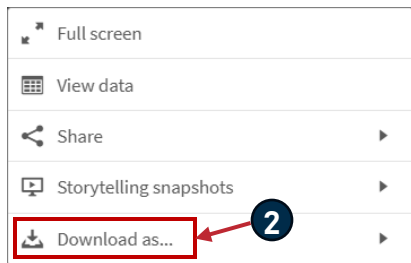 Full screen
View data
Share
Storytelling snapshots
Download as...
2